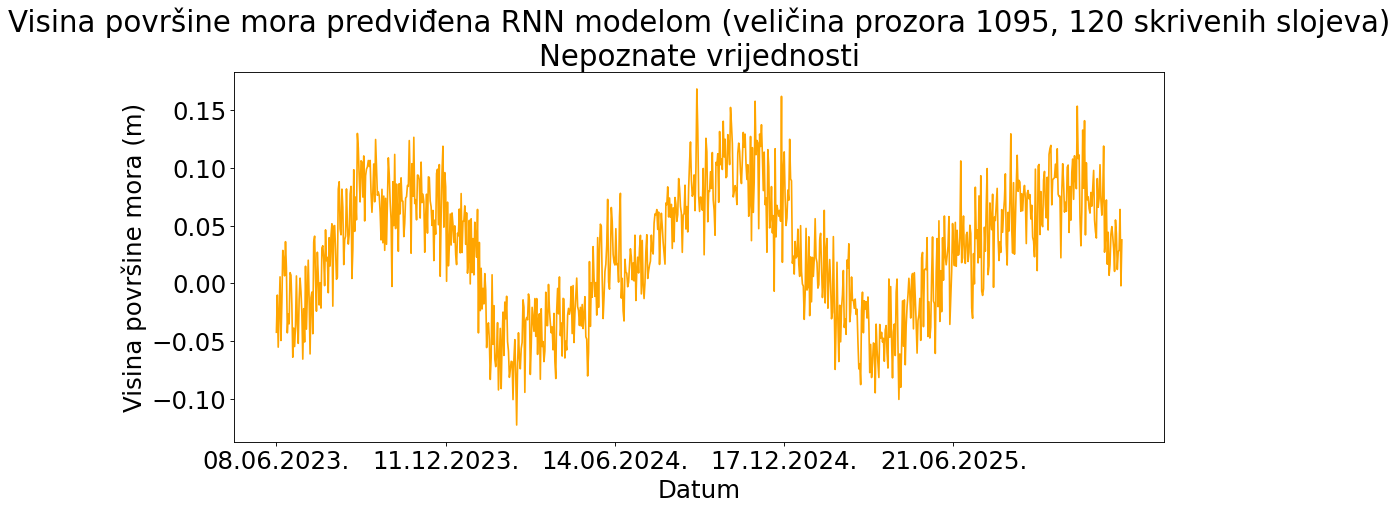 Visina površine mora predviđena RNN modelom (veličina prozora 1095, 120 skrivenih slojeva)
Nepoznate vrijednosti
Visina površine mora (m)
0.15
0.10
0.05
0.00
−0.05
−0.10
08.06.2023. 11.12.2023. 14.06.2024. 17.12.2024. 21.06.2025.
Datum